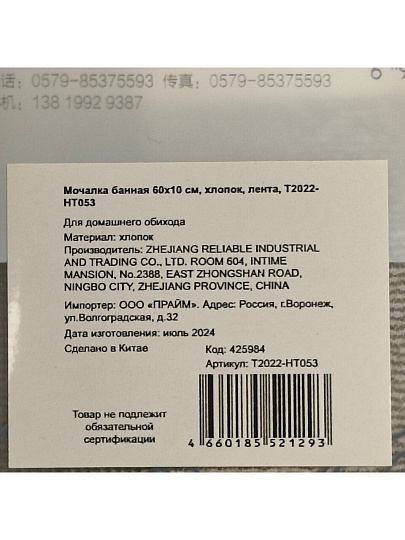 话: 0579-85375593 传真: 0579-85375593
机: 138 1992 9387
Мочалка банная 60х10 см, хлопок, лента, Т2022-
НТ053
Для домашнего обихода
Материал: хлопок
Производитель: ZHEJIANG RELIABLE INDUSTRIAL
AND TRADING CO., LTD. ROOM 604, INTIME
MANSION, No.2388, EAST ZHONGSHAN ROAD,
NINGBO CITY, ZHEJIANG PROVINCE, CHINA
Импортер: ООО «ПРАЙМ». Адрес: Россия, г.Воронеж,
ул.Волгоградская, д.32
Дата изготовления: июль 2024
Сделано в Китае
Код: 425984
Артикул: T2022-HT053
Товар не подлежит
обязательной
сертификации
4 660185 521293